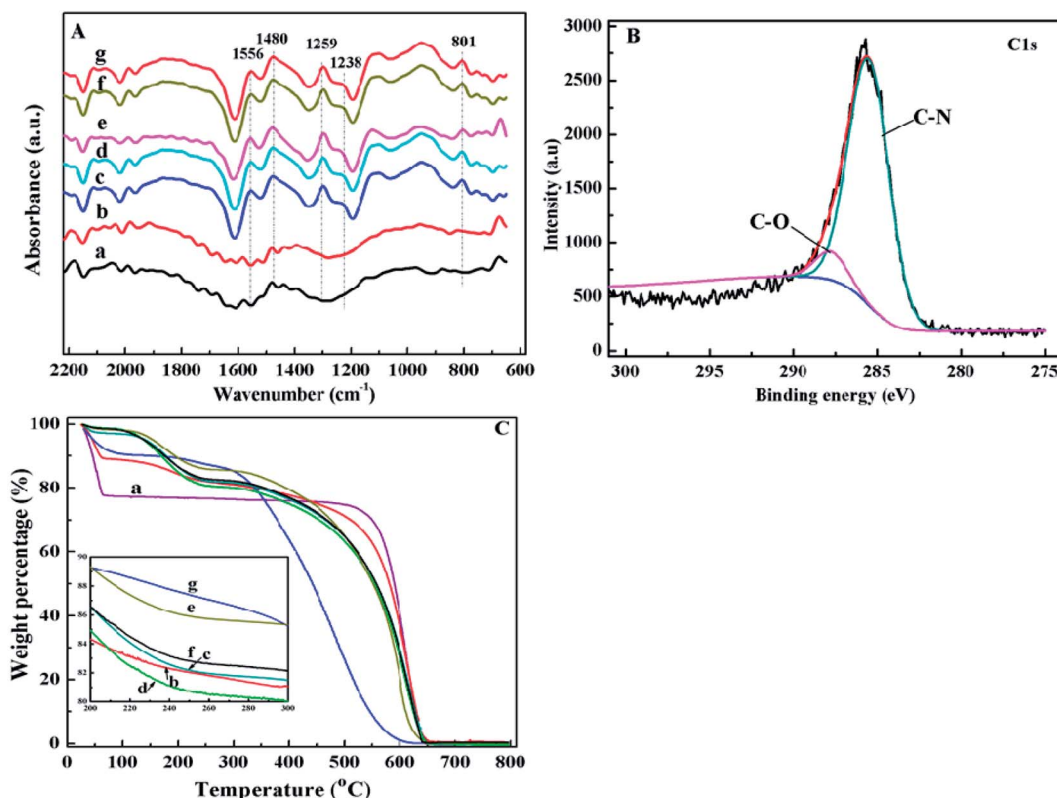 A
1556
1480
1259
1238
801
g
f
e
d
c
b
a
Absorbance (a.u.)
2200 2000 1800 1600 1400 1200 1000 800 600
Wavenumber (cm⁻¹)
B
C1s
C-N
C-O
Intensity (a.u)
3000
2500
2000
1500
1000
500
0
300 295 290 285 280 275
Binding energy (eV)
C
a
Weight percentage (%)
100
80
60
40
20
0
0 100 200 300 400 500 600 700 800
Temperature (°C)
90
88
86
84
82
80
200 220 240 260 280 300
g
e
f c
b
d